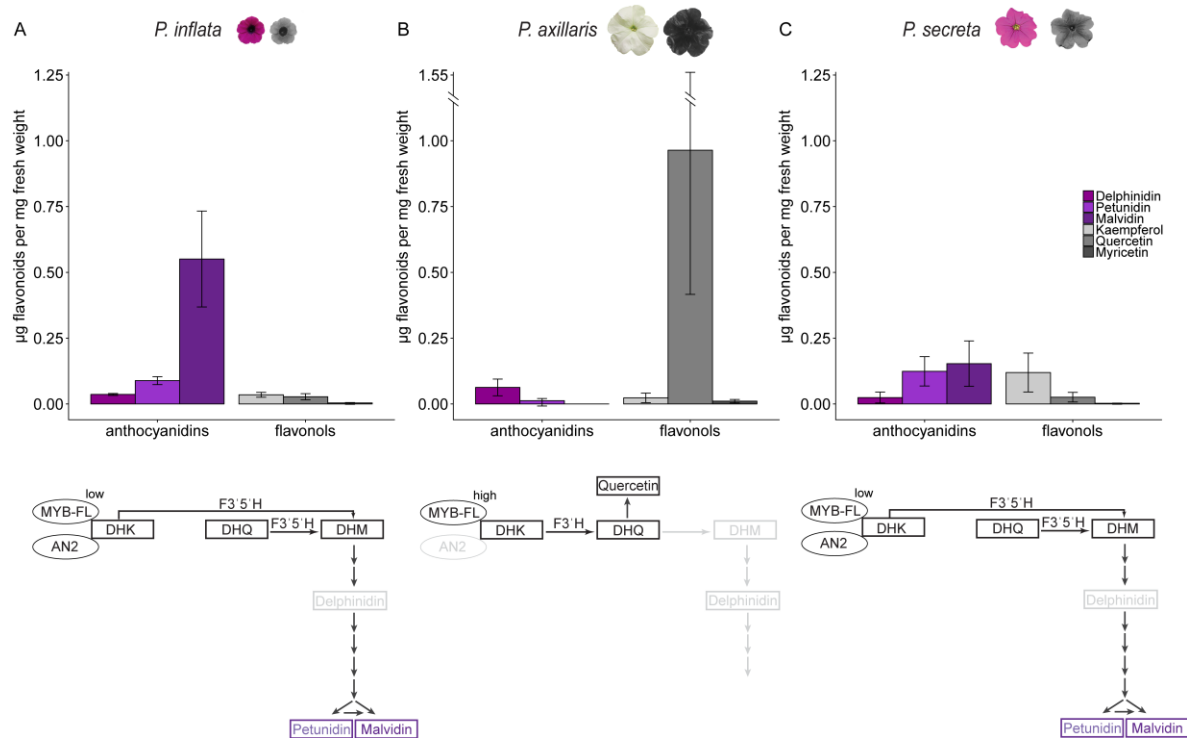 A
P. inflata
B
P. axillaris
C
P. secreta
µg flavonoids per mg fresh weight
1.25
1.00
0.75
0.50
0.25
0.00
anthocyanidins
flavonols
µg flavonoids per mg fresh weight
1.55
1.00
0.75
0.50
0.25
0.00
anthocyanidins
flavonols
µg flavonoids per mg fresh weight
1.25
1.00
0.75
0.50
0.25
0.00
anthocyanidins
flavonols
Delphinidin
Petunidin
Malvidin
Kaempferol
Quercetin
Myricetin
low
MYB-FL
AN2
DHK
F3'5'H
DHQ
F3'5'H
DHM
Delphinidin
Petunidin
Malvidin
high
MYB-FL
AN2
DHK
F3'H
Quercetin
DHQ
DHM
Delphinidin
low
MYB-FL
AN2
DHK
F3'5'H
DHQ
F3'5'H
DHM
Delphinidin
Petunidin
Malvidin